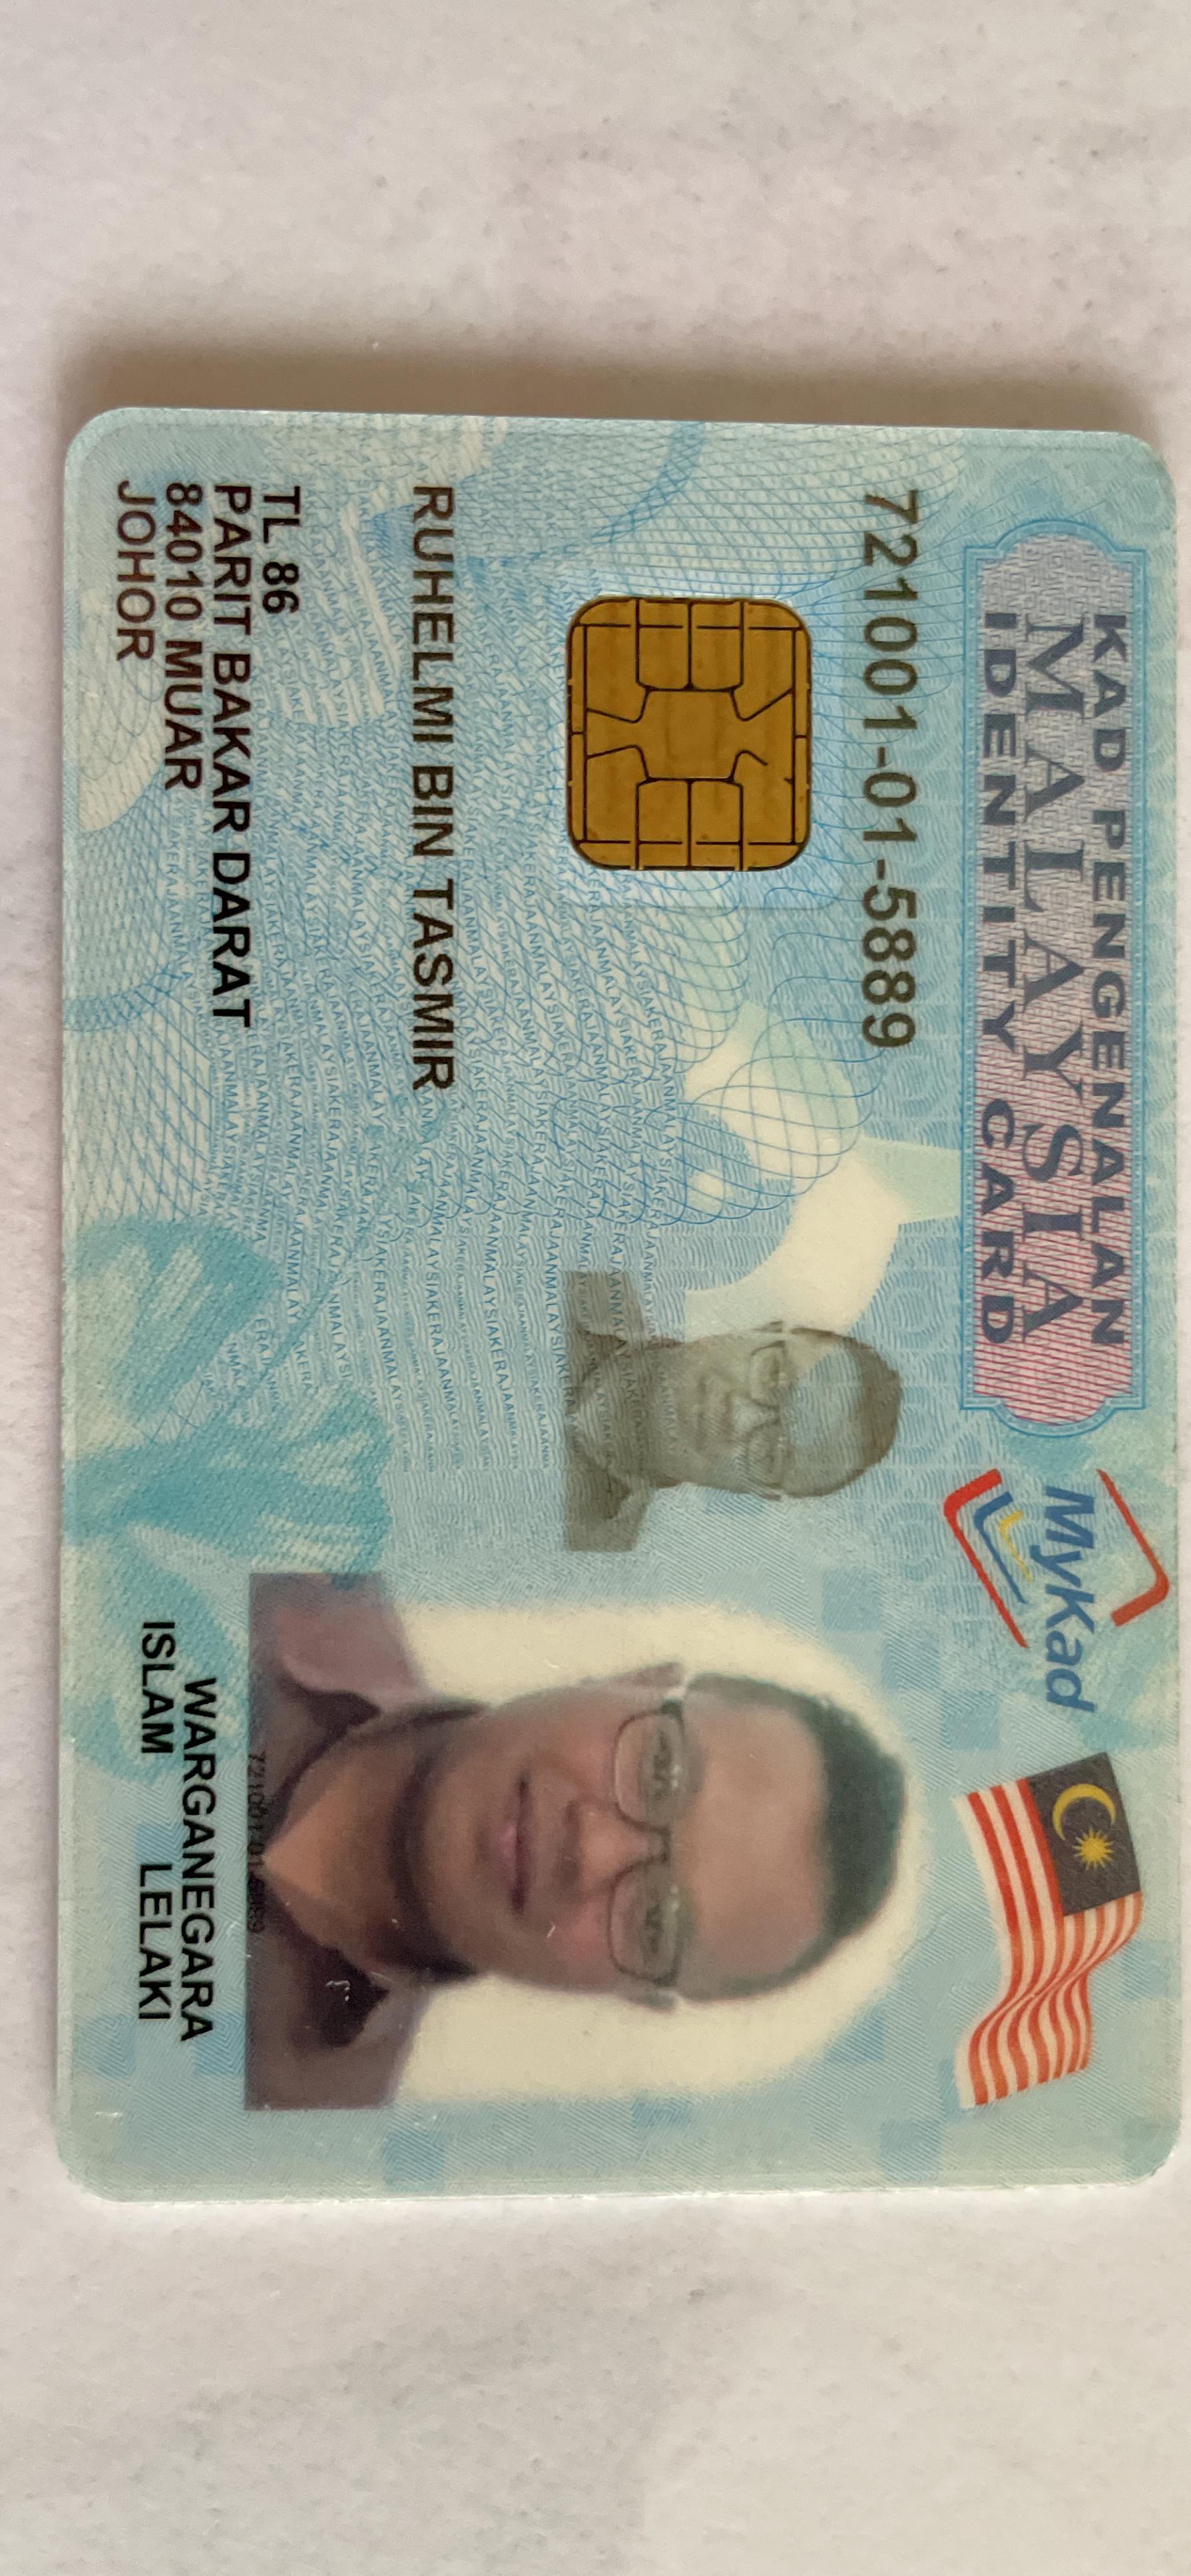 KAD PENGENALAN
MALAYSIA
IDENTITY CARD
MyKad
721001-01-5889
RUHELMI BIN TASMIR
TL 86
PARIT BAKAR DARAT
84010 MUAR
JOHOR
721001-01-5889
WARGANEGARA
ISLAM LELAKI